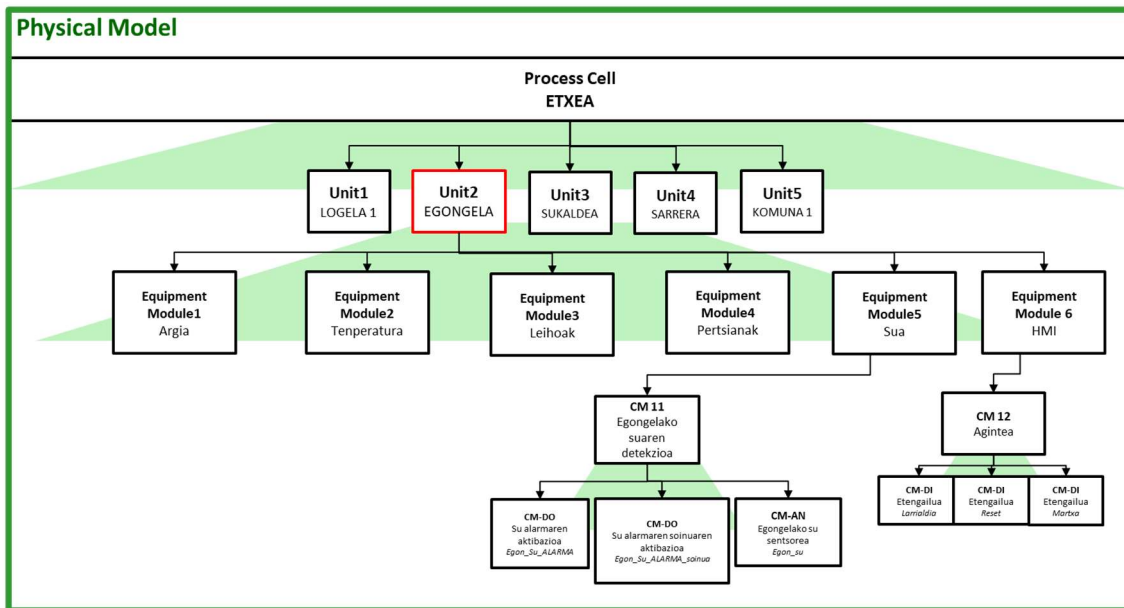 Physical Model
Process Cell
ETXEA
Unit1
LOGELA 1
Unit2
EGONGELA
Unit3
SUKALDEA
Unit4
SARRERA
Unit5
KOMUNA 1
Equipment
Module1
Argia
Equipment
Module2
Tenperatura
Equipment
Module3
Leihoak
Equipment
Module4
Pertsianak
Equipment
Module5
Sua
Equipment
Module 6
HMI
CM 11
Egongelako
suaren
detekzioa
CM 12
Agintea
CM-DO
Su alarmaren
aktibazioa
Egon_Su_ALARMA
CM-DO
Su alarmaren soinuaren
aktibazioa
Egon_Su_ALARMA_soinua
CM-AN
Egongelako su
sentsorea
Egon_su
CM-DI
Etengailua
Larrialdia
CM-DI
Etengailua
Reset
CM-DI
Etengailua
Martxa